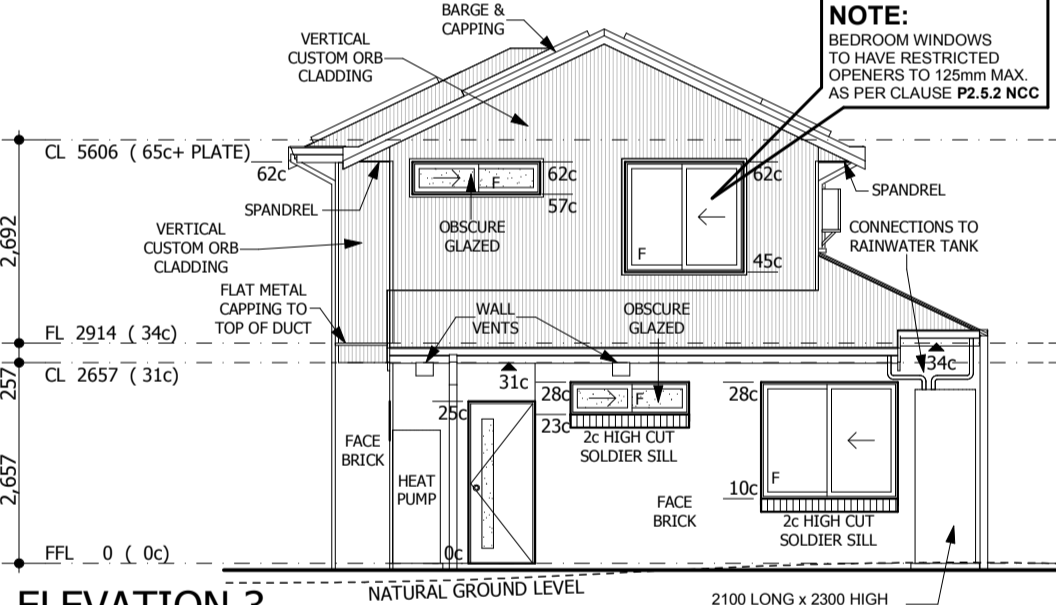 BARGE &
CAPPING
VERTICAL
CUSTOM ORB
CLADDING
NOTE:
BEDROOM WINDOWS
TO HAVE RESTRICTED
OPENERS TO 125mm MAX.
AS PER CLAUSE P2.5.2 NCC
CL 5606 ( 65c+ PLATE)
62c
62c
62c
F
57c
SPANDREL
SPANDREL
OBSCURE
GLAZED
VERTICAL
CUSTOM ORB
CLADDING
CONNECTIONS TO
RAINWATER TANK
2,692
F
45c
FLAT METAL
CAPPING TO
TOP OF DUCT
WALL
VENTS
OBSCURE
GLAZED
FL 2914 ( 34c)
34c
257
CL 2657 ( 31c)
31c
28c
F
28c
25c
23c
2c HIGH CUT
SOLDIER SILL
FACE
BRICK
2,657
HEAT
PUMP
F
10c
FACE
BRICK
2c HIGH CUT
SOLDIER SILL
FFL 0 ( 0c)
0c
NATURAL GROUND LEVEL
ELEVATION 3
2100 LONG x 2300 HIGH